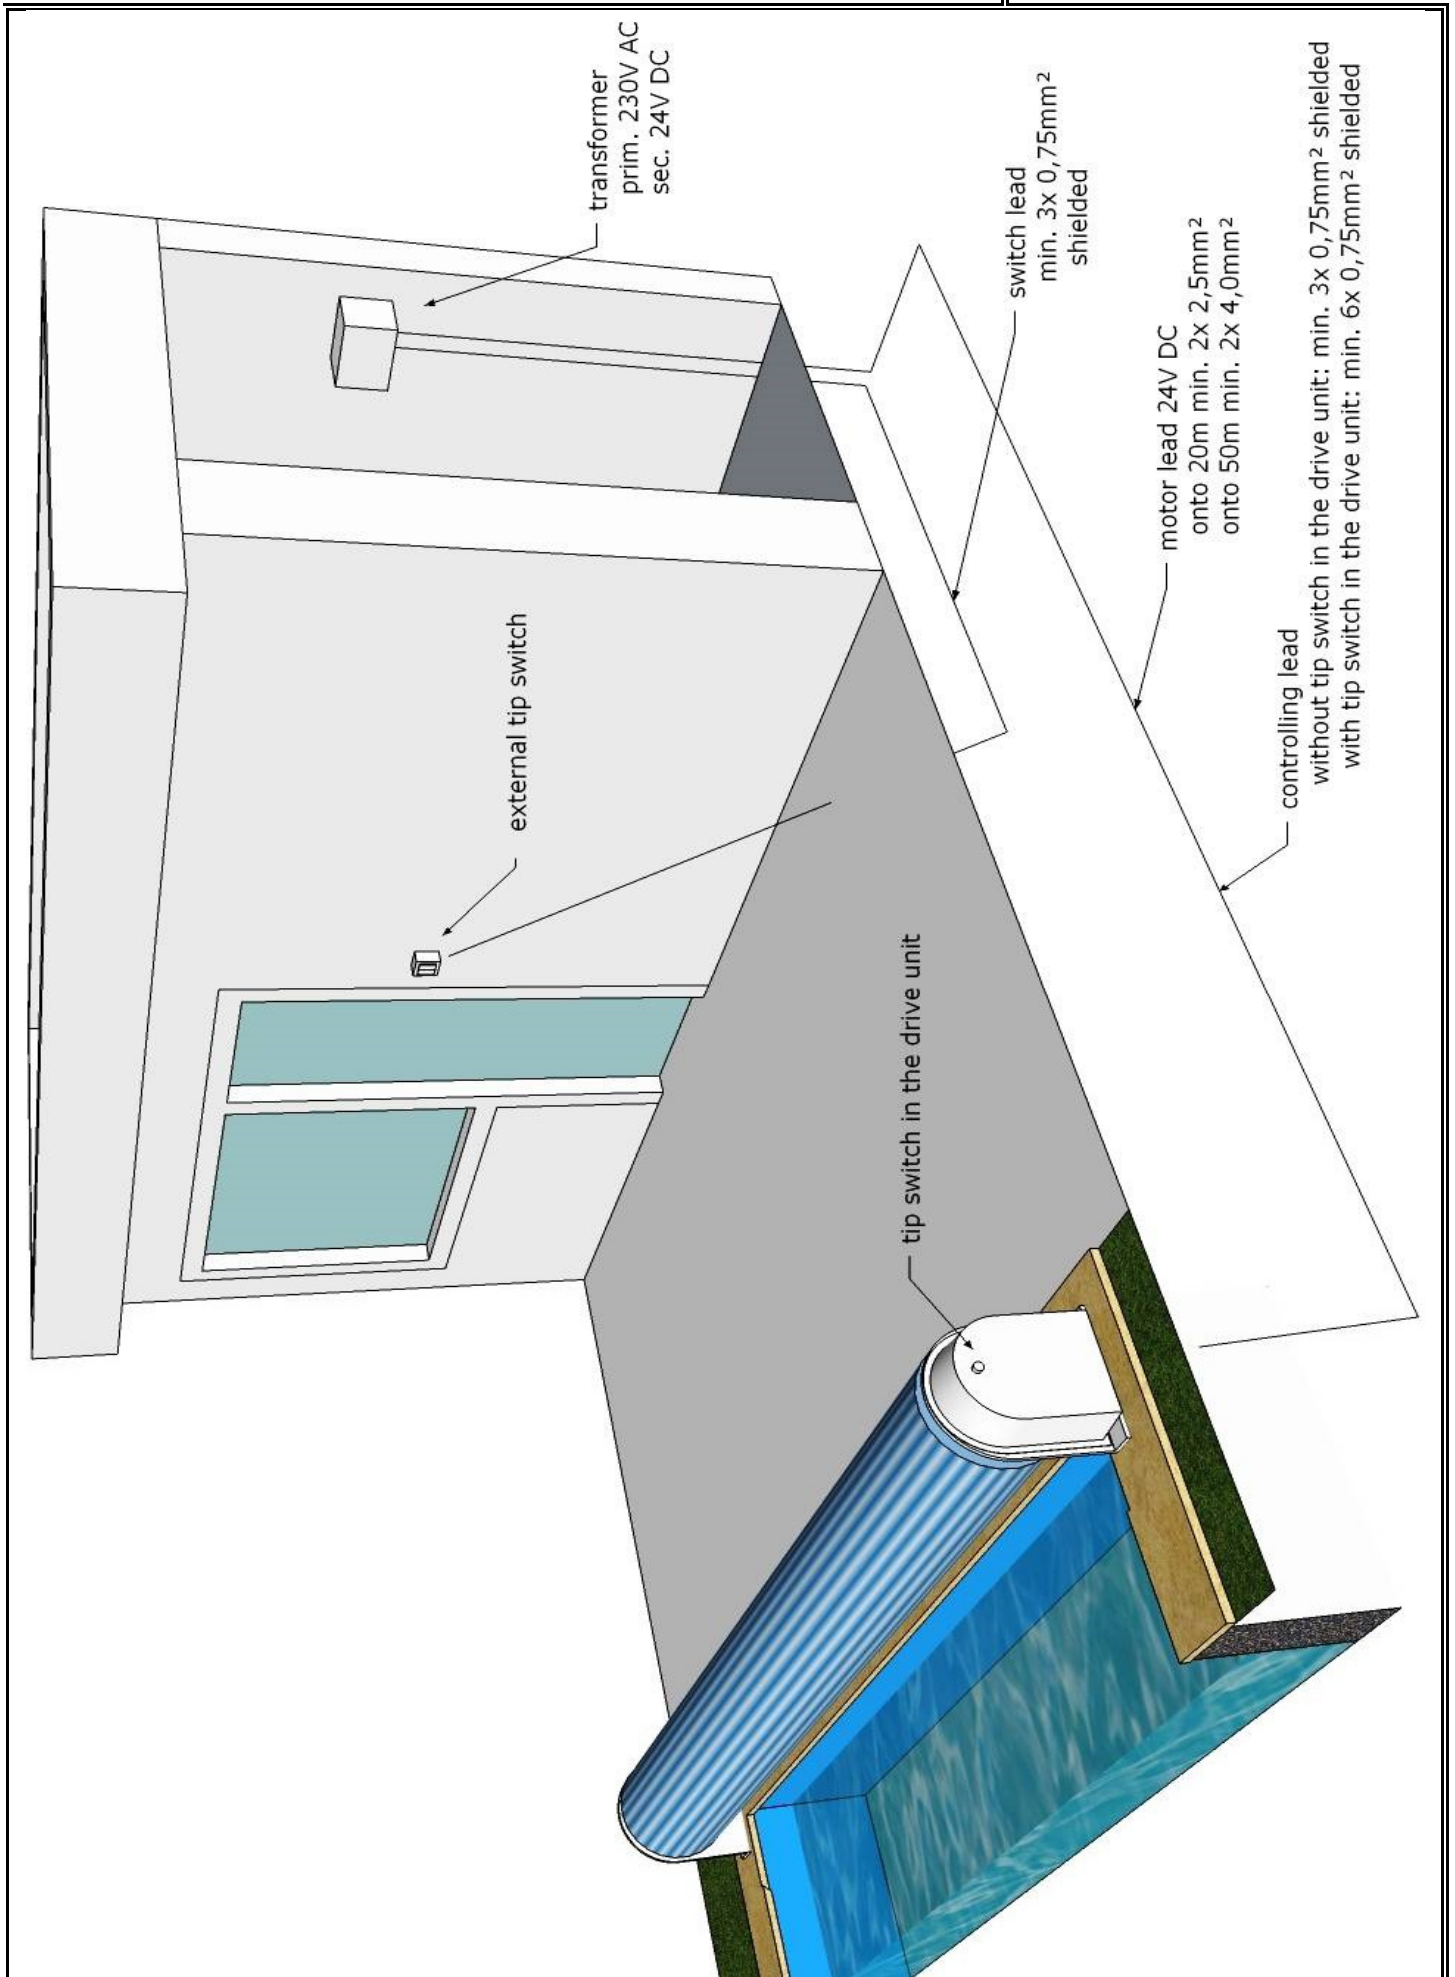 transformer
prim. 230V AC
sec. 24V DC
external tip switch
switch lead
min. 3x 0,75mm²
shielded
tip switch in the drive unit
motor lead 24V DC
onto 20m min. 2x 2,5mm²
onto 50m min. 2x 4,0mm²
controlling lead
without tip switch in the drive unit: min. 3x 0,75mm² shielded
with tip switch in the drive unit: min. 6x 0,75mm² shielded